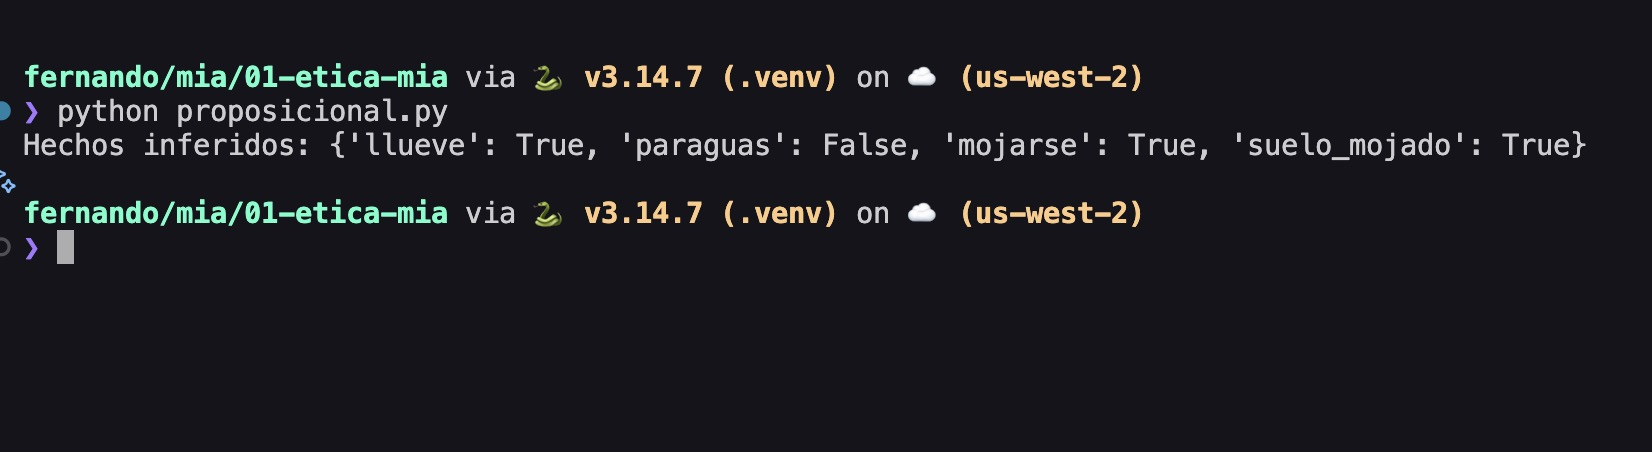 fernando/mia/01-etica-mia via 🐍 v3.14.7 (.venv) on ☁️ (us-west-2)
❯ python proposicional.py
Hechos inferidos: {'llueve': True, 'paraguas': False, 'mojarse': True, 'suelo_mojado': True}
fernando/mia/01-etica-mia via 🐍 v3.14.7 (.venv) on ☁️ (us-west-2)
❯